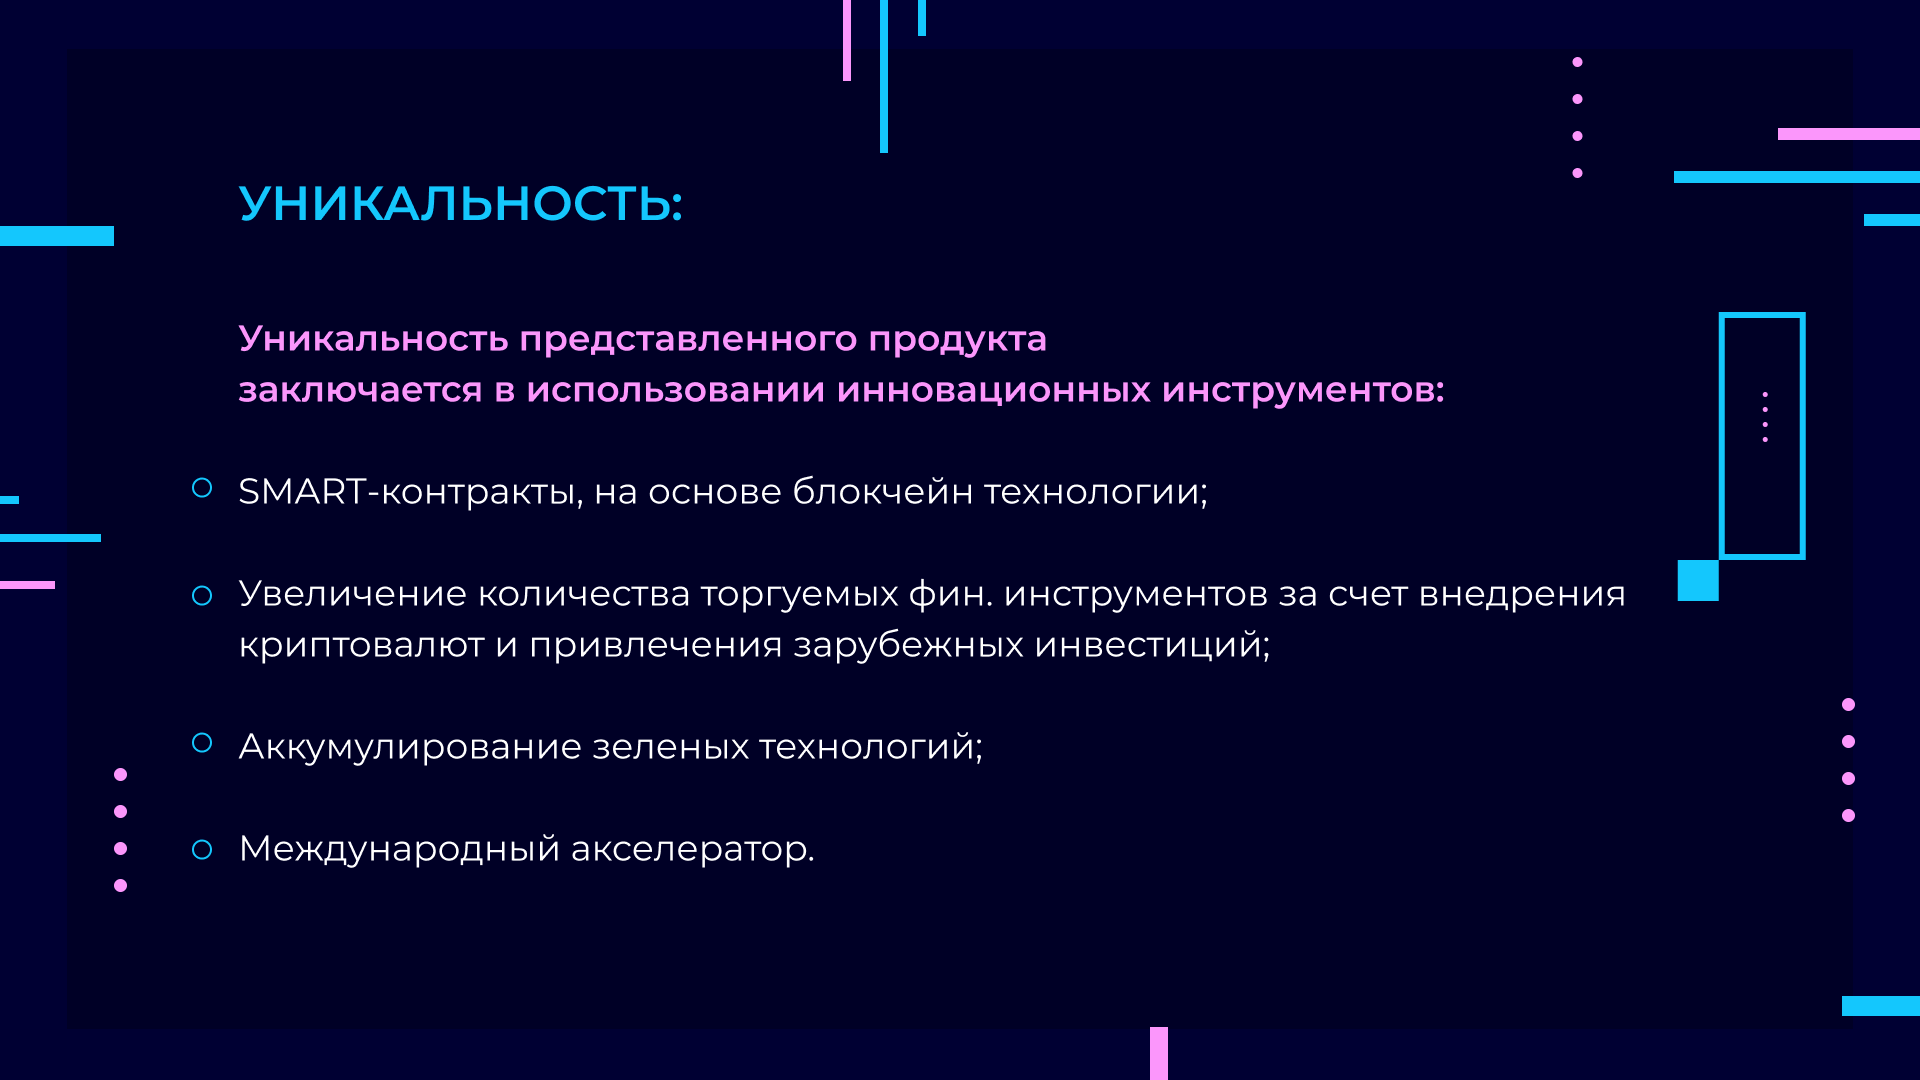 УНИКАЛЬНОСТЬ:
Уникальность представленного продукта
заключается в использовании инновационных инструментов:
SMART-контракты, на основе блокчейн технологии;
Увеличение количества торгуемых фин. инструментов за счет внедрения
криптовалют и привлечения зарубежных инвестиций;
Аккумулирование зеленых технологий;
Международный акселератор.